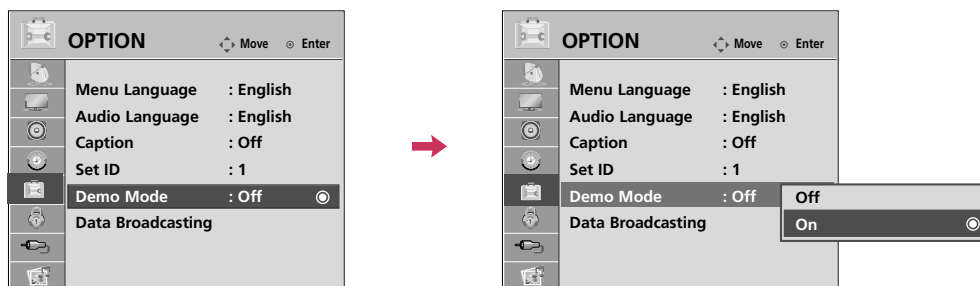 OPTION Move Enter
Menu Language : English
Audio Language : English
Caption : Off
Set ID : 1
Demo Mode : Off
Data Broadcasting
OPTION Move Enter
Menu Language : English
Audio Language : English
Caption : Off
Set ID : 1
Demo Mode : Off
Data Broadcasting
Off
On